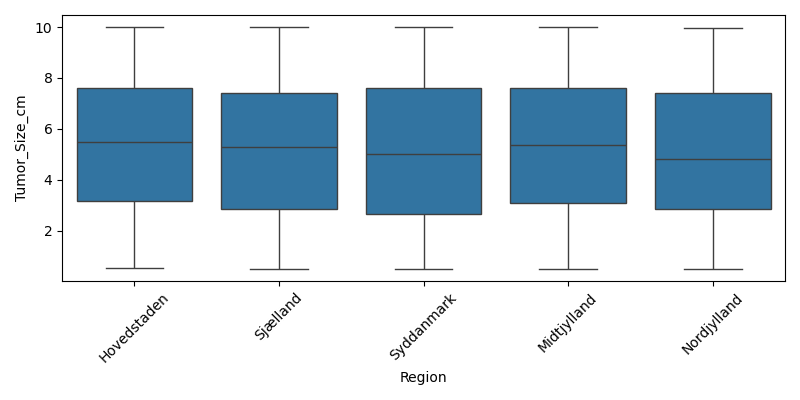 Tumor_Size_cm
10
8
6
4
2
Hovedstaden
Sjælland
Syddanmark
Midtjylland
Nordjylland
Region